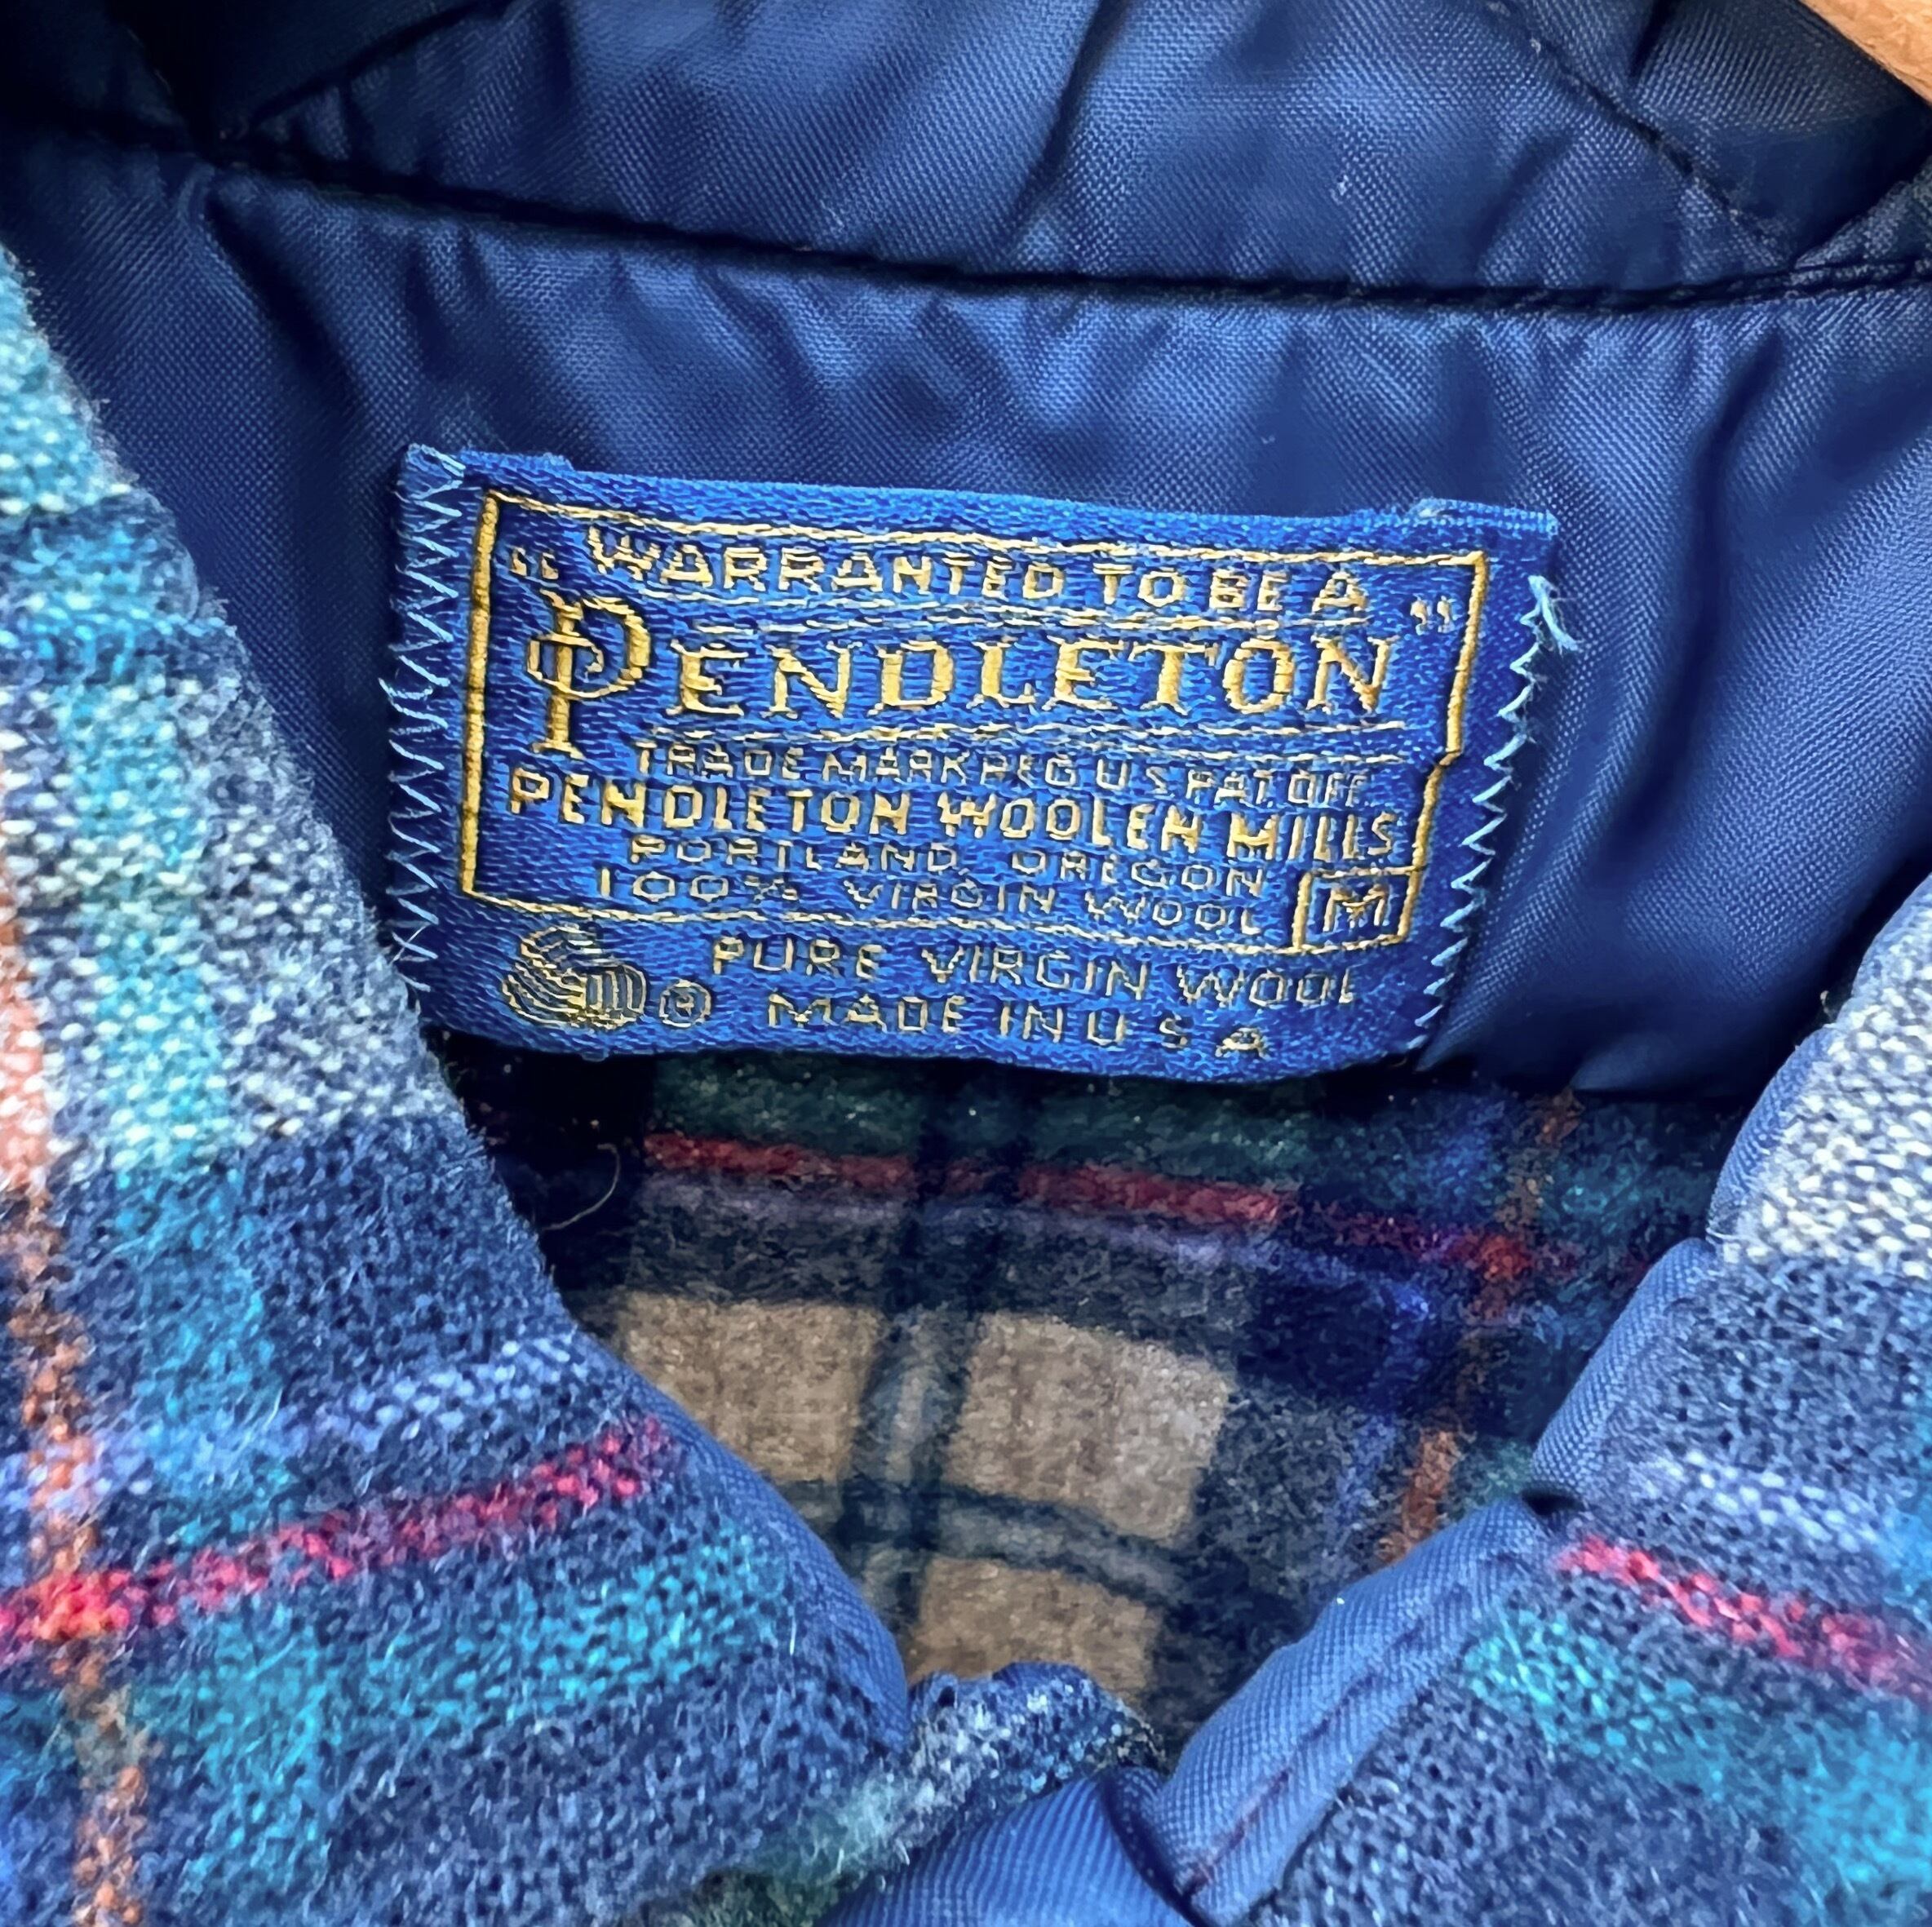 "WARRANTED TO BE A
PENDLETON"
TRADE MARK REG U S PAT. OFF.
PENDLETON WOOLEN MILLS
PORTLAND, OREGON
100% VIRGIN WOOL M
® PURE VIRGIN WOOL
MADE IN U S A